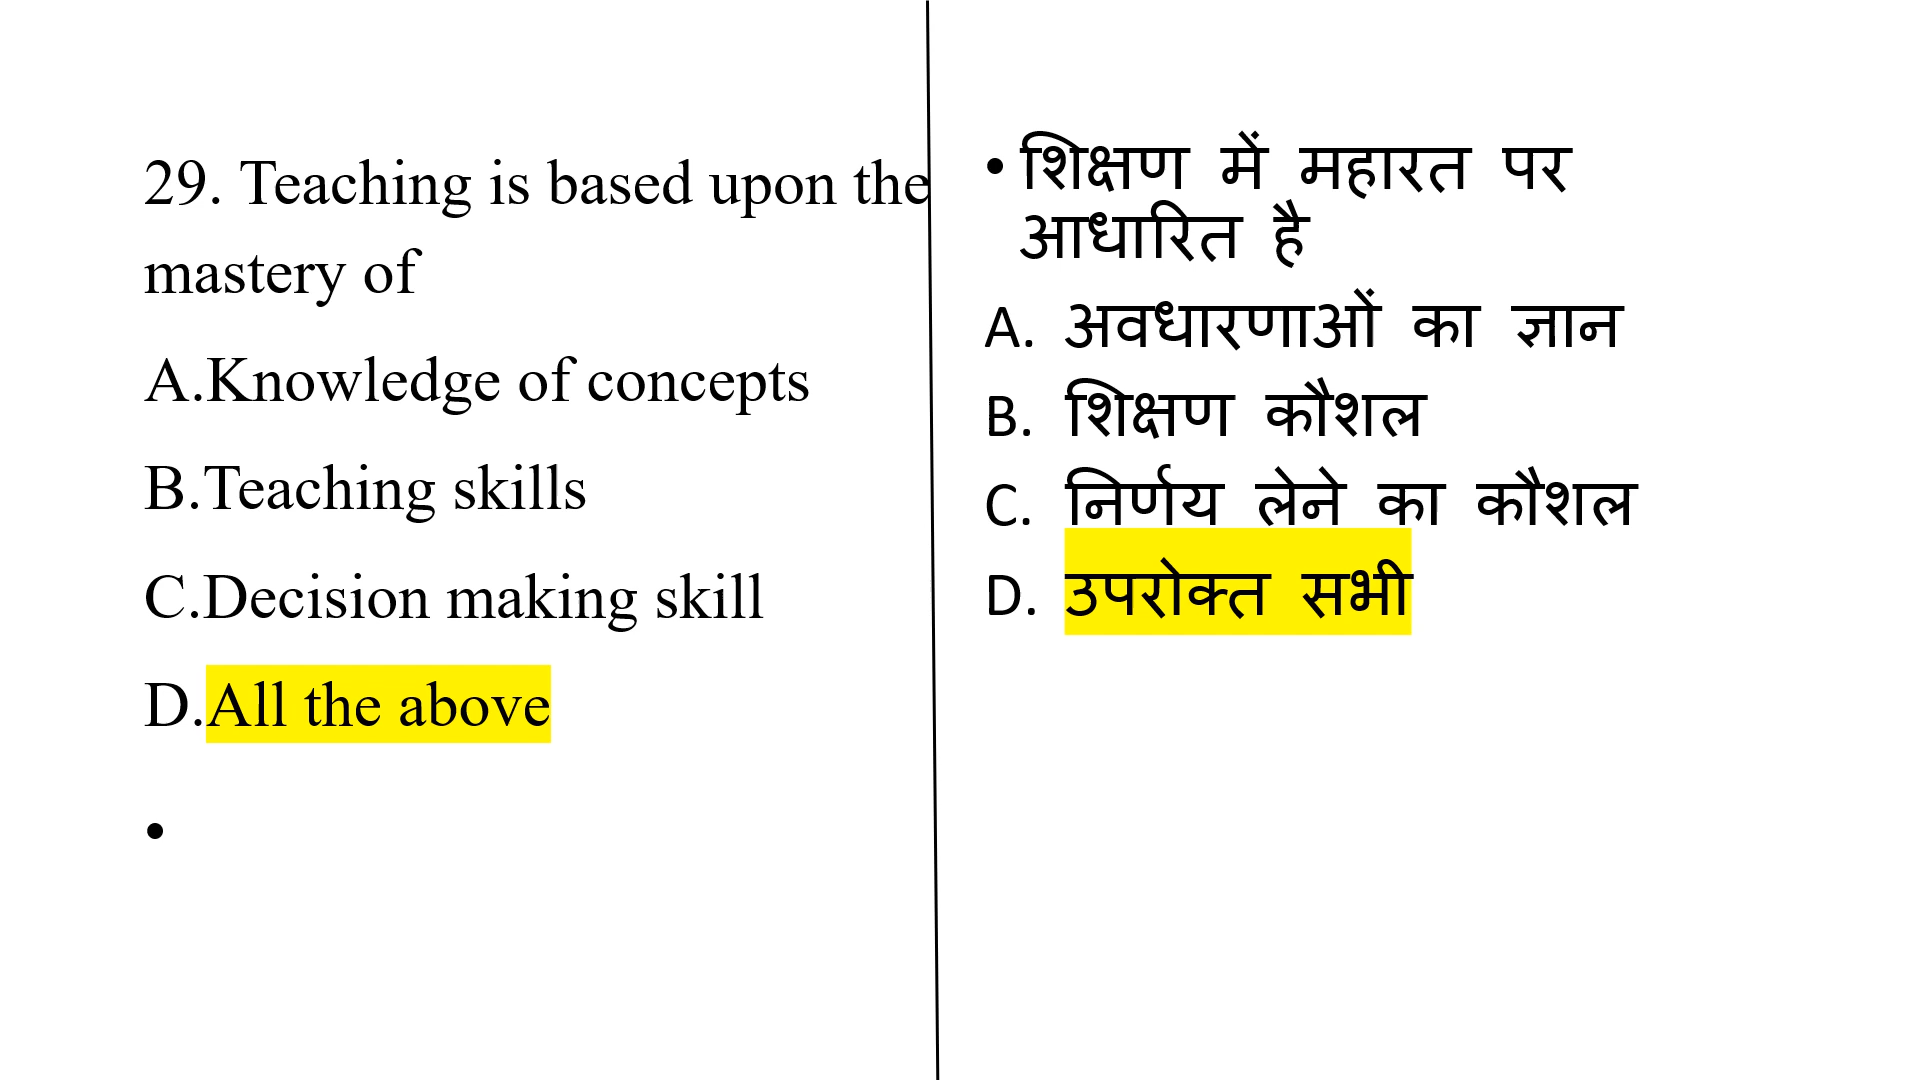 29. Teaching is based upon the
mastery of
A.Knowledge of concepts
B.Teaching skills
C.Decision making skill
D.All the above
•
• शिक्षण में महारत पर
आधारित है
A. अवधारणाओं का ज्ञान
B. शिक्षण कौशल
C. निर्णय लेने का कौशल
D. उपरोक्त सभी